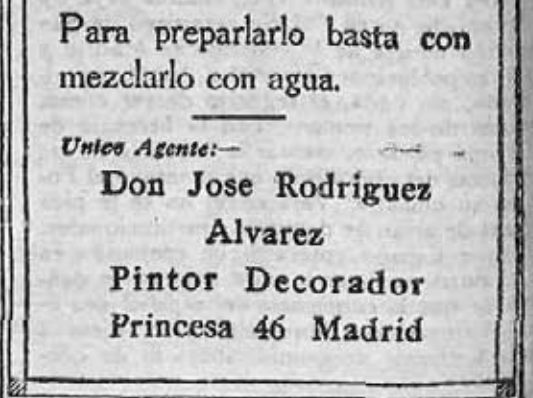 Para preparlarlo basta con
mezclarlo con agua.
Unico Agente:—
Don Jose Rodriguez
Alvarez
Pintor Decorador
Princesa 46 Madrid